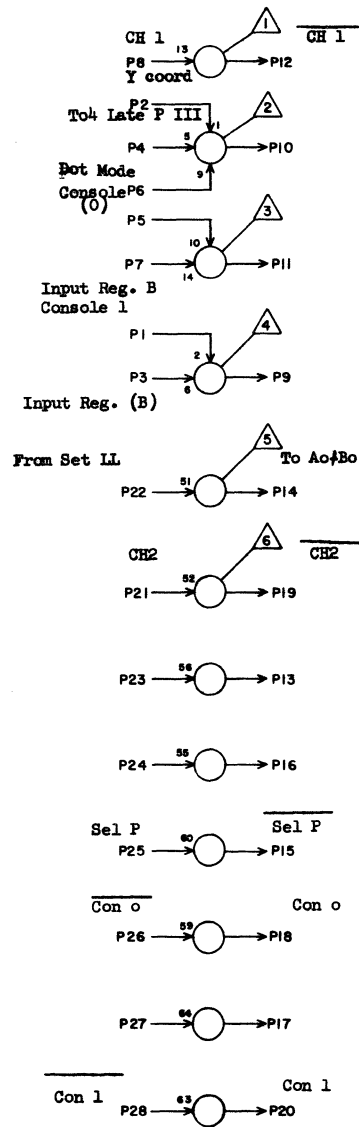 1
CH 1 CH 1
13
P8 P12
Y coord
P2
To4 Late P III 1 2
P4 5 P10
Dot Mode 9
Console P6
(0)
P5 3
10
P7 14 P11
Input Reg. B
Console 1
P1 4
2
P3 6 P9
Input Reg. (B)
5
From Set LL To Ao≠Bo
51
P22 P14
6
CH2 CH2
52
P21 P19
56
P23 P13
55
P24 P16
Sel P Sel P
60
P25 P15
Con o Con o
59
P26 P18
64
P27 P17
Con 1 Con 1
63
P28 P20